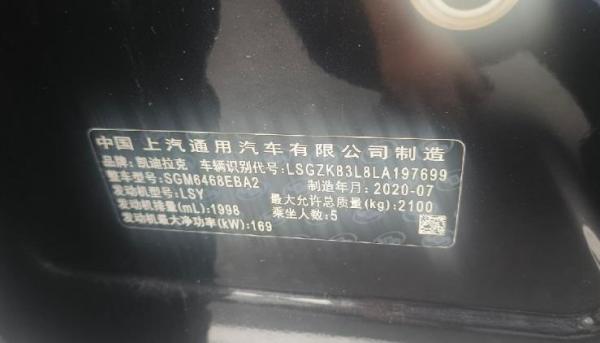 中国 上汽通用汽车有限公司制造
品牌:凯迪拉克 车辆识别代号:LSGZK83L8LA197699
整车型号:SGM6468EBA2 制造年月:2020-07
发动机型号:LSY 最大允许总质量(kg):2100
发动机排量(mL):1998 乘坐人数:5
发动机最大净功率(kW):169